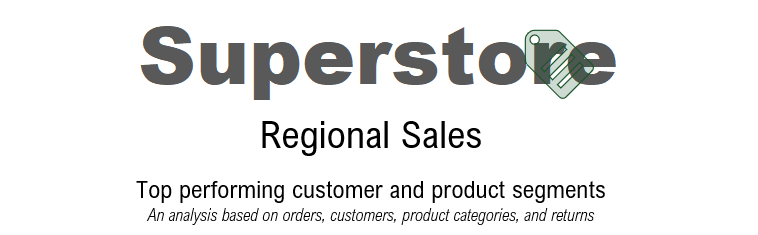 Superstore
Regional Sales
Top performing customer and product segments
An analysis based on orders, customers, product categories, and returns